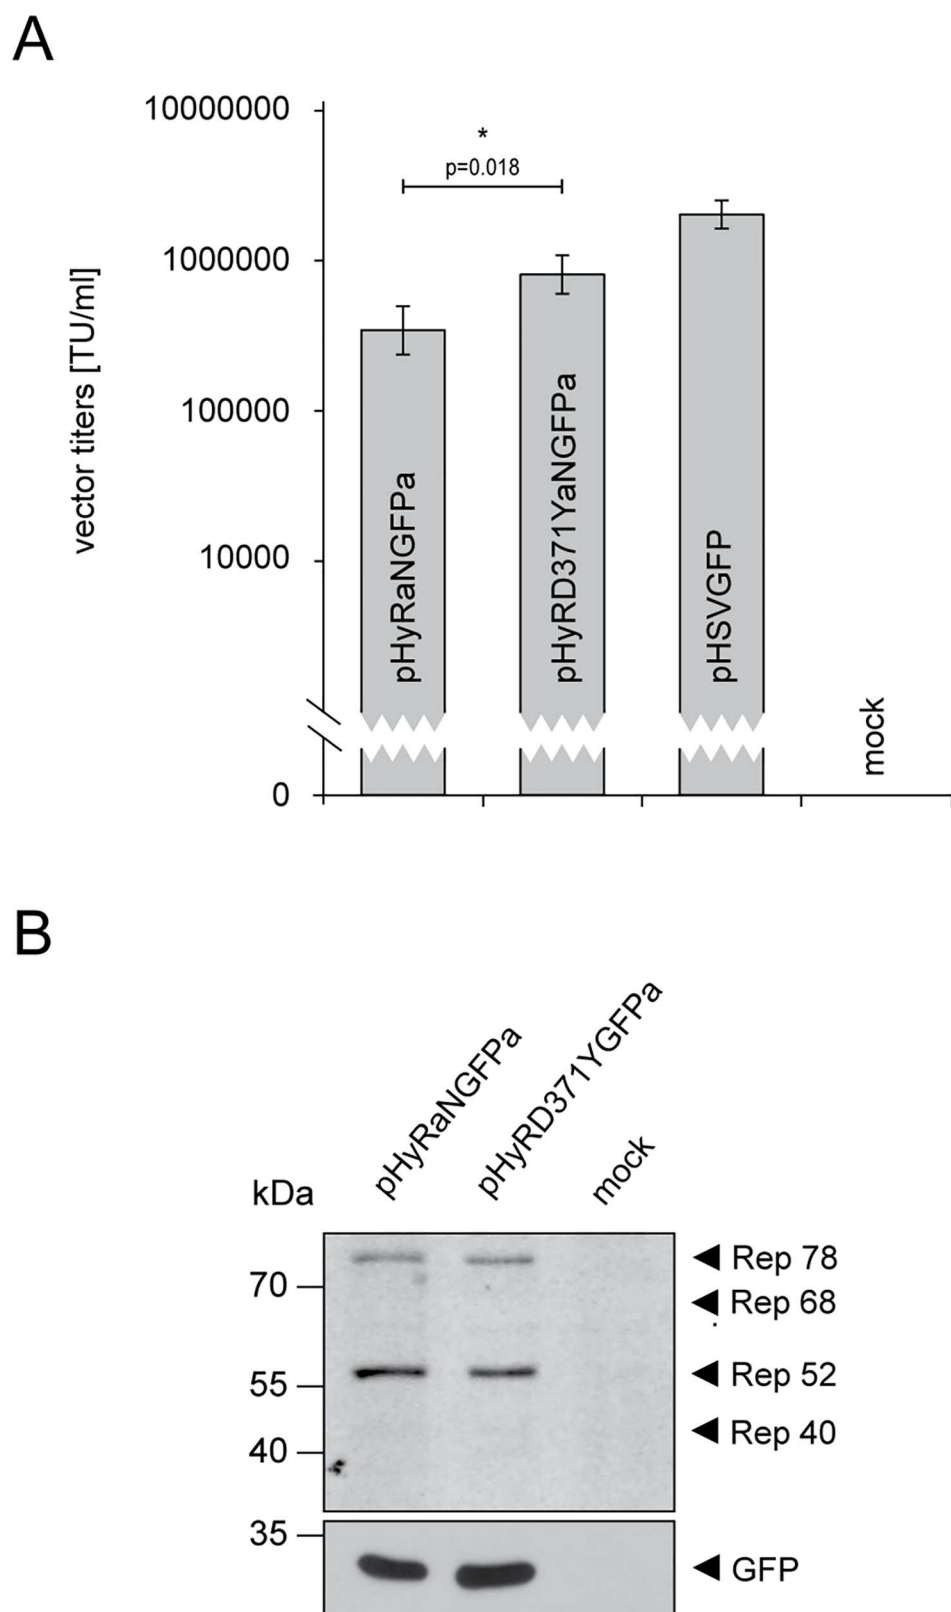 A
10000000
*
p=0.018
1000000
vector titers [TU/ml]
100000
10000
pHyRaNGFPa
pHyRD371YaNGFPa
pHSVGFP
mock
0
B
pHyRaNGFPa
pHyRD371YGFPa
mock
kDa
Rep 78
70
Rep 68
Rep 52
55
Rep 40
40
35
GFP